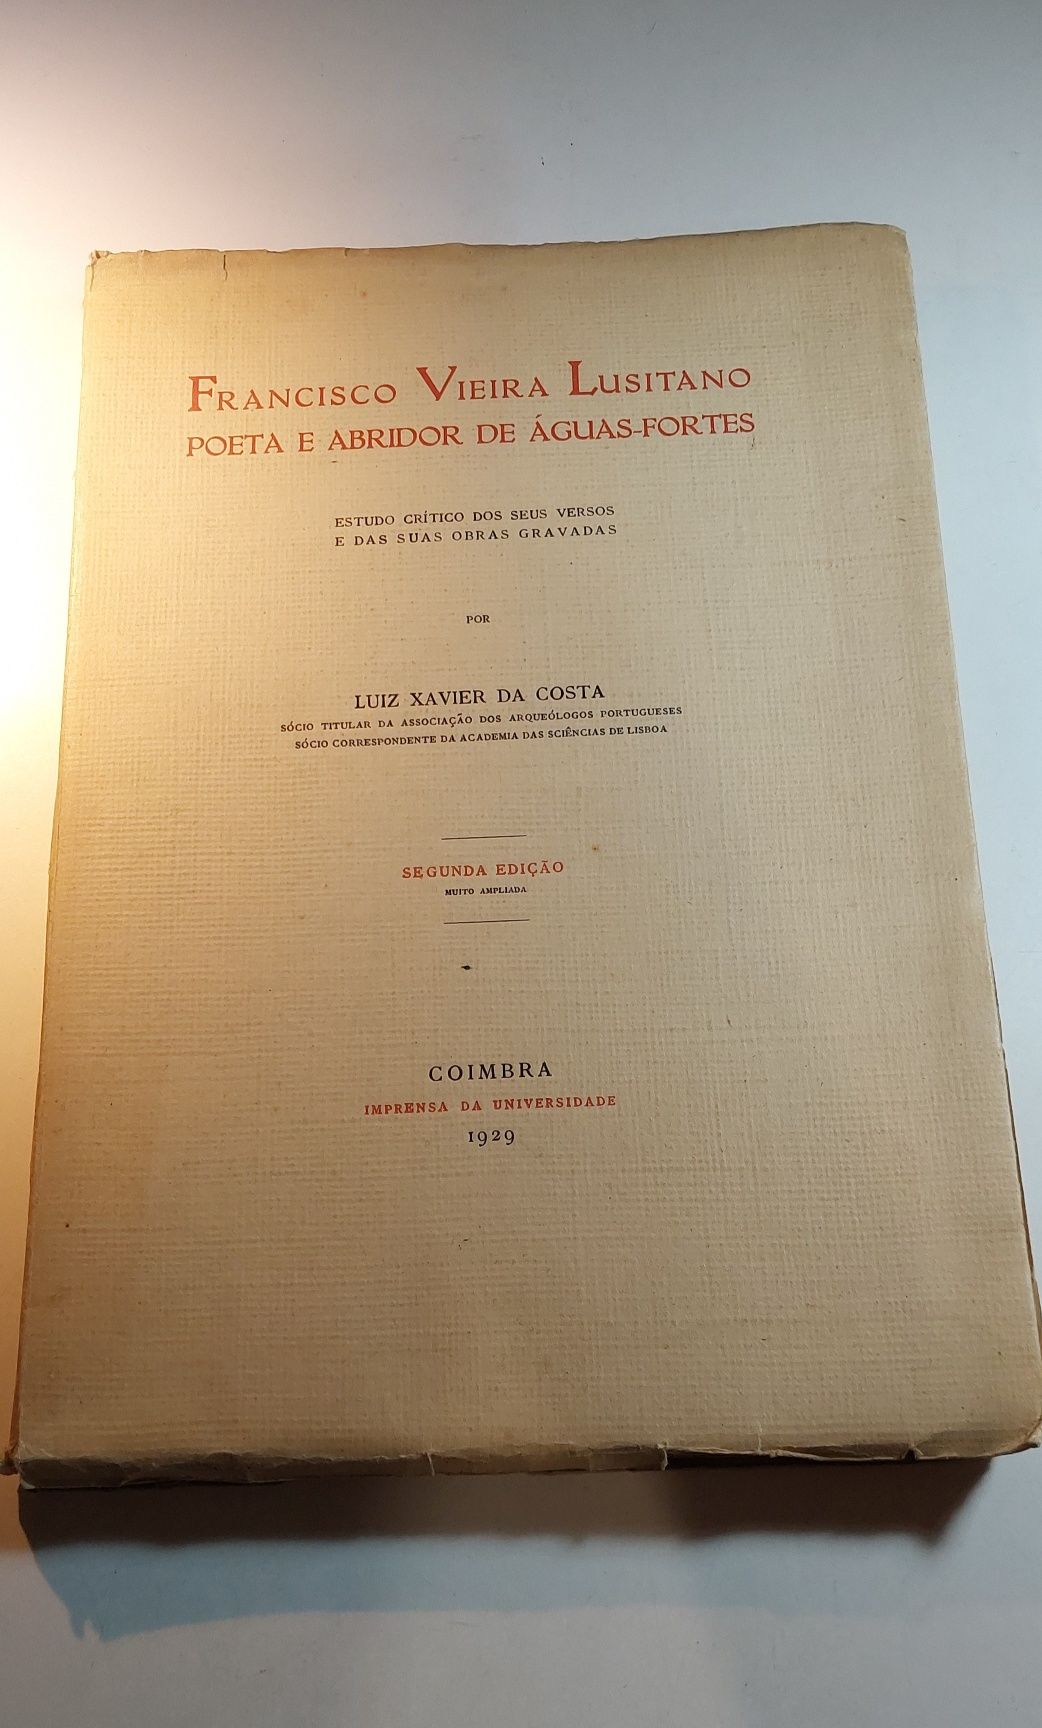 Francisco Vieira Lusitano
POETA E ABRIDOR DE ÁGUAS-FORTES
ESTUDO CRÍTICO DOS SEUS VERSOS
E DAS SUAS OBRAS GRAVADAS
POR
LUIZ XAVIER DA COSTA
SÓCIO TITULAR DA ASSOCIAÇÃO DOS ARQUEÓLOGOS PORTUGUESES
SÓCIO CORRESPONDENTE DA ACADEMIA DAS SCIÊNCIAS DE LISBOA
SEGUNDA EDIÇÃO
MUITO AMPLIADA
COIMBRA
IMPRENSA DA UNIVERSIDADE
1929